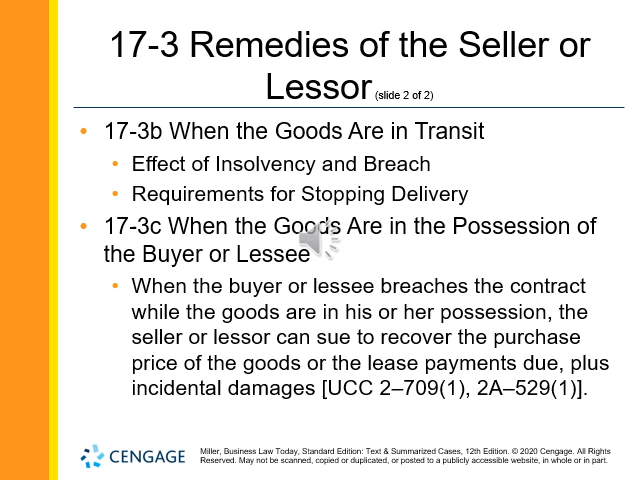 17-3 Remedies of the Seller or
Lessor (slide 2 of 2)
• 17-3b When the Goods Are in Transit
• Effect of Insolvency and Breach
• Requirements for Stopping Delivery
• 17-3c When the Goods Are in the Possession of
the Buyer or Lessee
• When the buyer or lessee breaches the contract
while the goods are in his or her possession, the
seller or lessor can sue to recover the purchase
price of the goods or the lease payments due, plus
incidental damages [UCC 2–709(1), 2A–529(1)].
CENGAGE
Miller, Business Law Today, Standard Edition: Text & Summarized Cases, 12th Edition. © 2020 Cengage. All Rights
Reserved. May not be scanned, copied or duplicated, or posted to a publicly accessible website, in whole or in part.